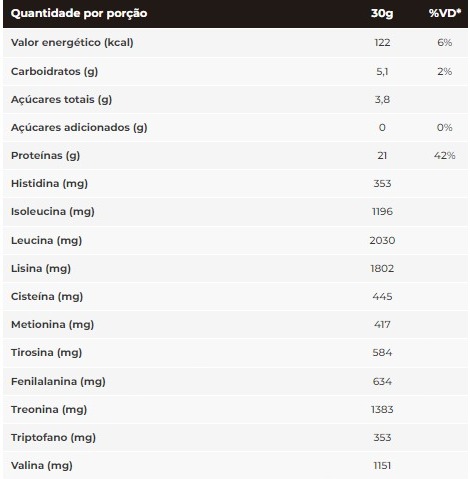 Quantidade por porção 30g %VD*
Valor energético (kcal) 122 6%
Carboidratos (g) 5,1 2%
Açúcares totais (g) 3,8
Açúcares adicionados (g) 0 0%
Proteínas (g) 21 42%
Histidina (mg) 353
Isoleucina (mg) 1196
Leucina (mg) 2030
Lisina (mg) 1802
Cisteína (mg) 445
Metionina (mg) 417
Tirosina (mg) 584
Fenilalanina (mg) 634
Treonina (mg) 1383
Triptofano (mg) 353
Valina (mg) 1151